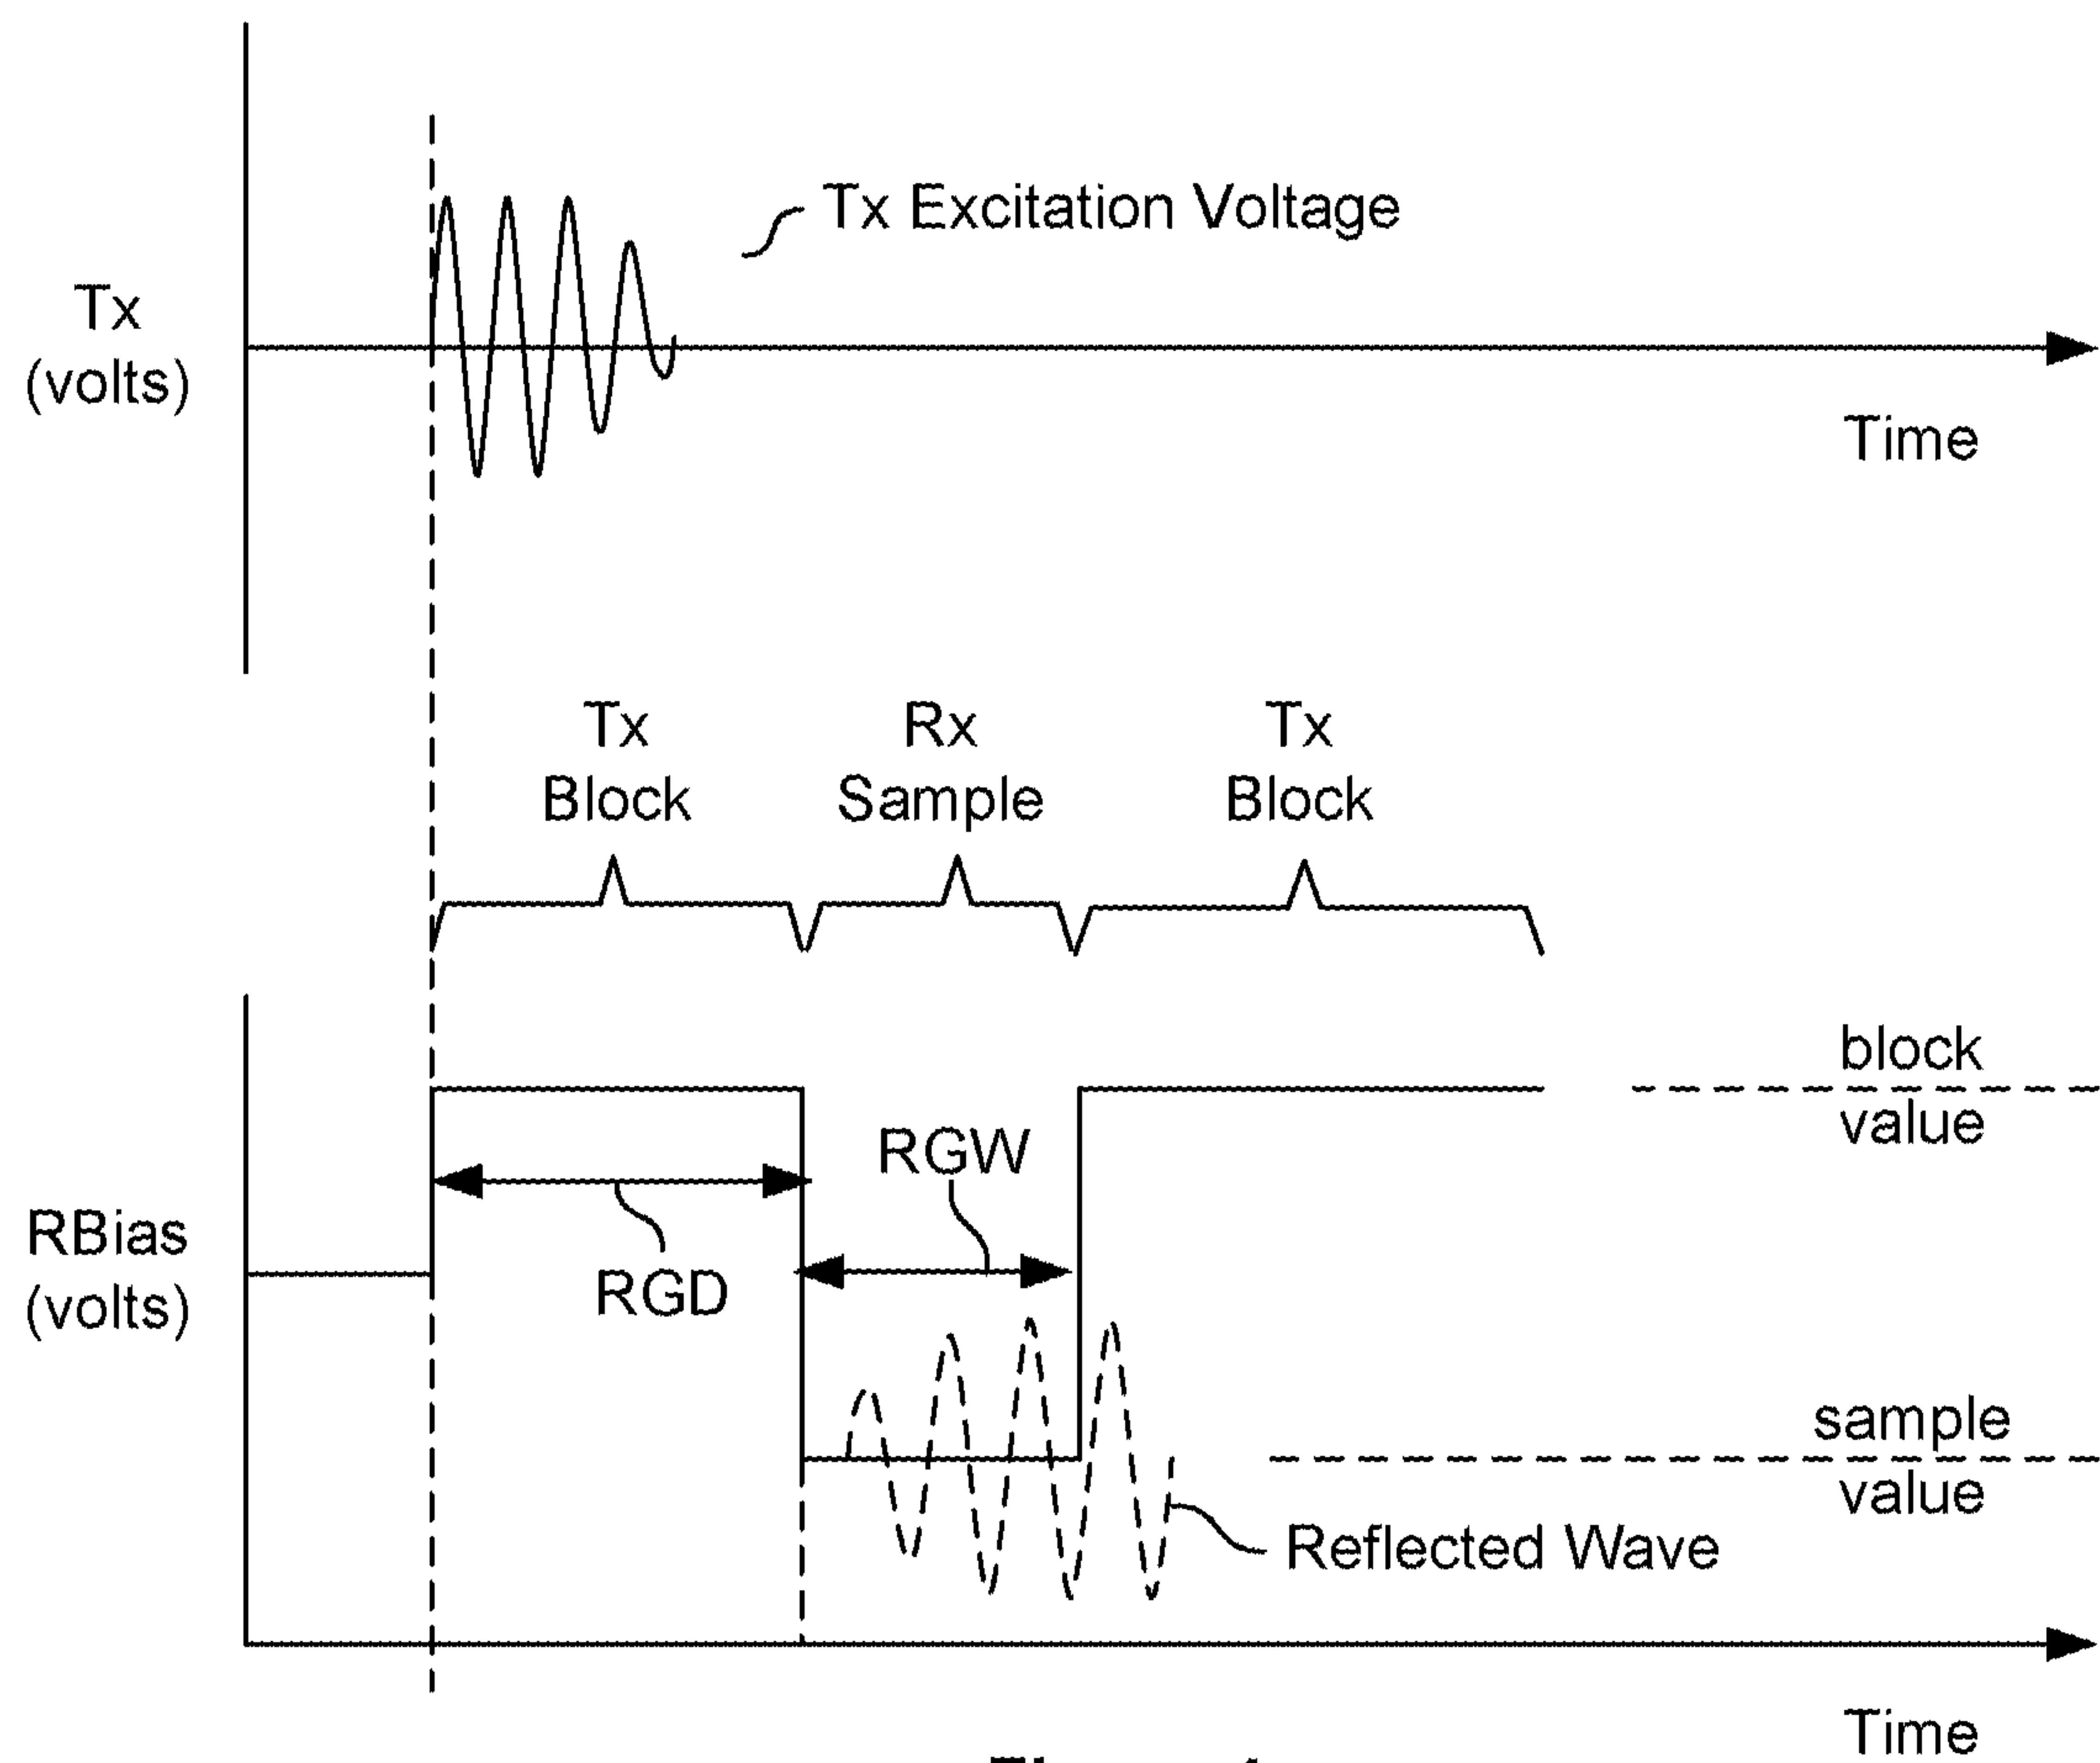 Tx Excitation Voltage
Tx
(volts)
Time
Tx
Block
Rx
Sample
Tx
Block
block
value
RGW
RBias
(volts)
RGD
sample
value
Reflected Wave
Time